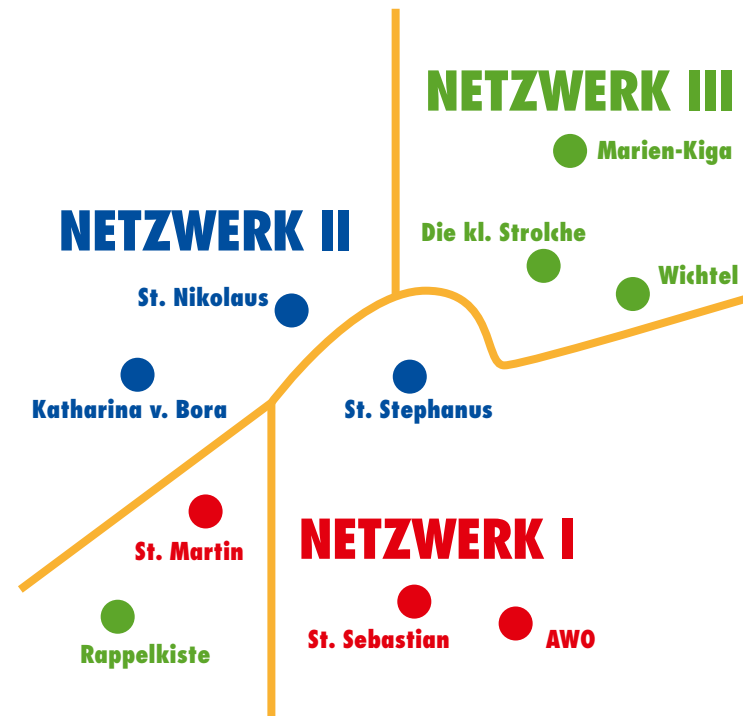 NETZWERK III
Marien-Kiga
Die kl. Strolche
Wichtel
NETZWERK II
St. Nikolaus
Katharina v. Bora
St. Stephanus
NETZWERK I
St. Martin
St. Sebastian
AWO
Rappelkiste